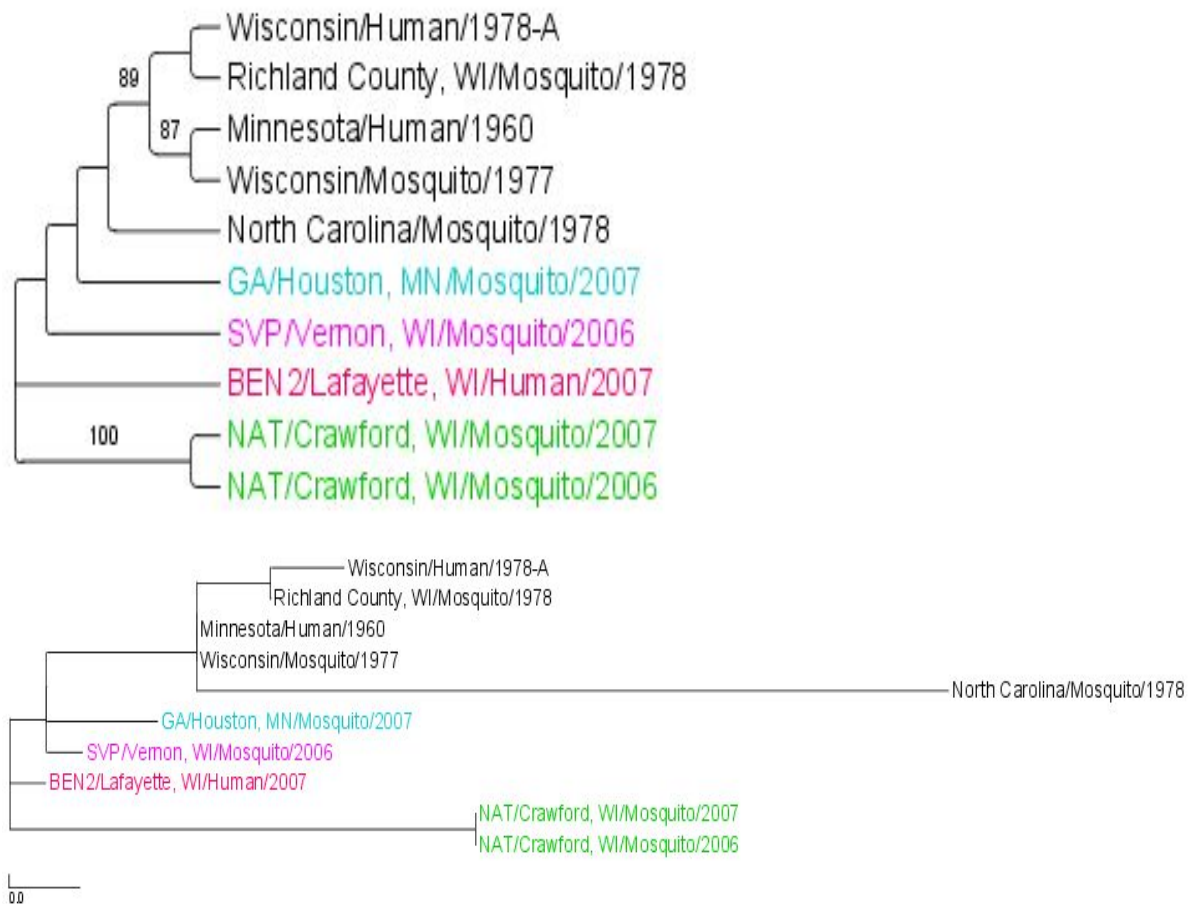 Wisconsin/Human/1978-A
89
Richland County, WI/Mosquito/1978
87
Minnesota/Human/1960
Wisconsin/Mosquito/1977
North Carolina/Mosquito/1978
GA/Houston, MN/Mosquito/2007
SVP/Vernon, WI/Mosquito/2006
BEN2/Lafayette, WI/Human/2007
100
NAT/Crawford, WI/Mosquito/2007
NAT/Crawford, WI/Mosquito/2006
Wisconsin/Human/1978-A
Richland County, WI/Mosquito/1978
Minnesota/Human/1960
Wisconsin/Mosquito/1977
North Carolina/Mosquito/1978
GA/Houston, MN/Mosquito/2007
SVP/Vernon, WI/Mosquito/2006
BEN2/Lafayette, WI/Human/2007
NAT/Crawford, WI/Mosquito/2007
NAT/Crawford, WI/Mosquito/2006
0.0